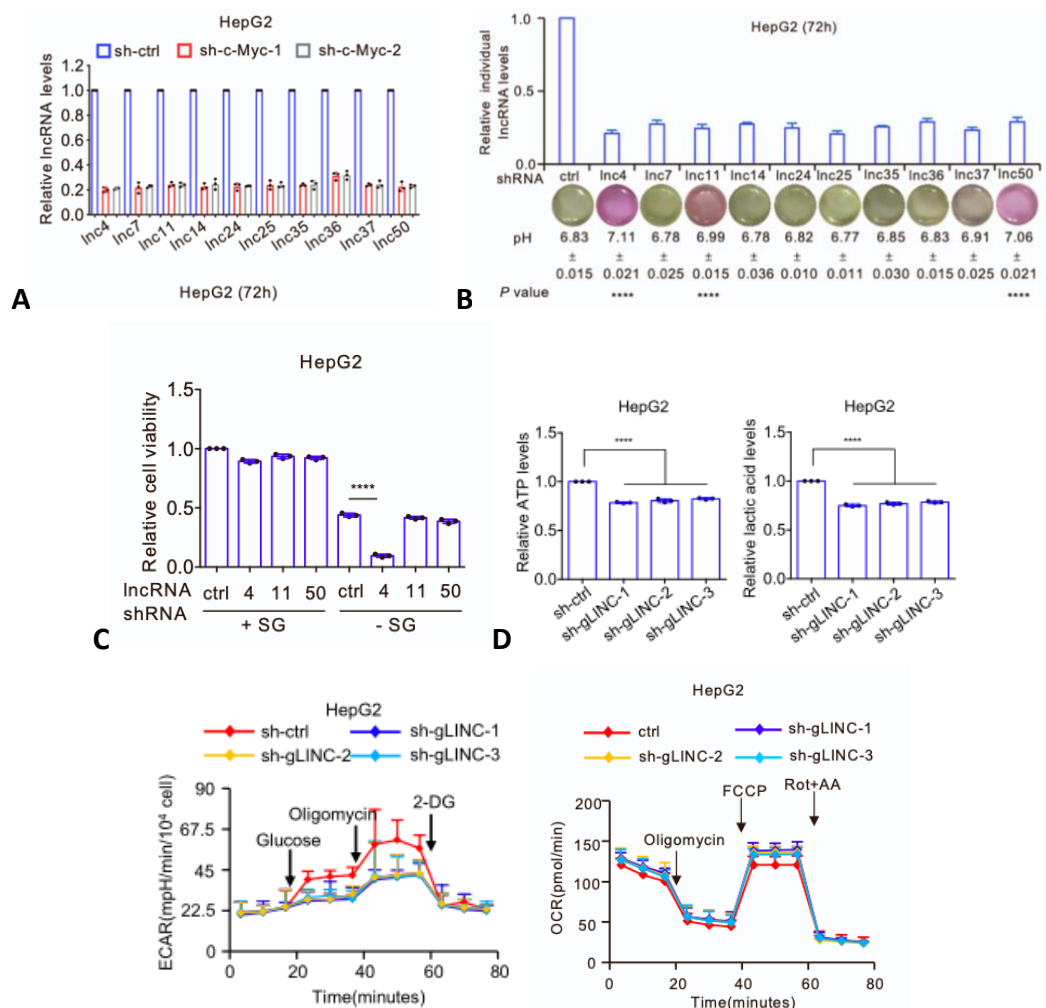 HepG2
sh-ctrl sh-c-Myc-1 sh-c-Myc-2
Relative lncRNA levels
1.2
1.0
0.8
0.6
0.4
0.2
0.0
lnc4 lnc7 lnc11 lnc14 lnc24 lnc25 lnc35 lnc36 lnc37 lnc50
A
HepG2 (72h)
HepG2 (72h)
Relative individual
lncRNA levels
1.0
0.0
shRNA ctrl lnc4 lnc7 lnc11 lnc14 lnc24 lnc25 lnc35 lnc36 lnc37 lnc50
pH 6.83 7.11 6.78 6.99 6.78 6.82 6.77 6.85 6.83 6.91 7.06
± ± ± ± ± ± ± ± ± ± ±
0.015 0.021 0.025 0.015 0.036 0.010 0.011 0.030 0.015 0.025 0.021
P value **** **** ****
B
HepG2
Relative cell viability
1.5
1.0
0.5
0.0
****
lncRNA ctrl 4 11 50 ctrl 4 11 50
shRNA
+ SG - SG
C
HepG2
Relative ATP levels
1.5
1.0
0.5
0.0
****
sh-ctrl sh-gLINC-1 sh-gLINC-2 sh-gLINC-3
HepG2
Relative lactic acid levels
1.5
1.0
0.5
0.0
****
sh-ctrl sh-gLINC-1 sh-gLINC-2 sh-gLINC-3
D
HepG2
sh-ctrl sh-gLINC-1
sh-gLINC-2 sh-gLINC-3
ECAR(mpH/min/10⁴ cell)
90
67.5
45
22.5
0
Glucose
Oligomycin
2-DG
0 20 40 60 80
Time(minutes)
HepG2
ctrl sh-gLINC-1
sh-gLINC-2 sh-gLINC-3
OCR(pmol/min)
200
150
100
50
0
Oligomycin
FCCP
Rot+AA
0 20 40 60 80
Time(minutes)